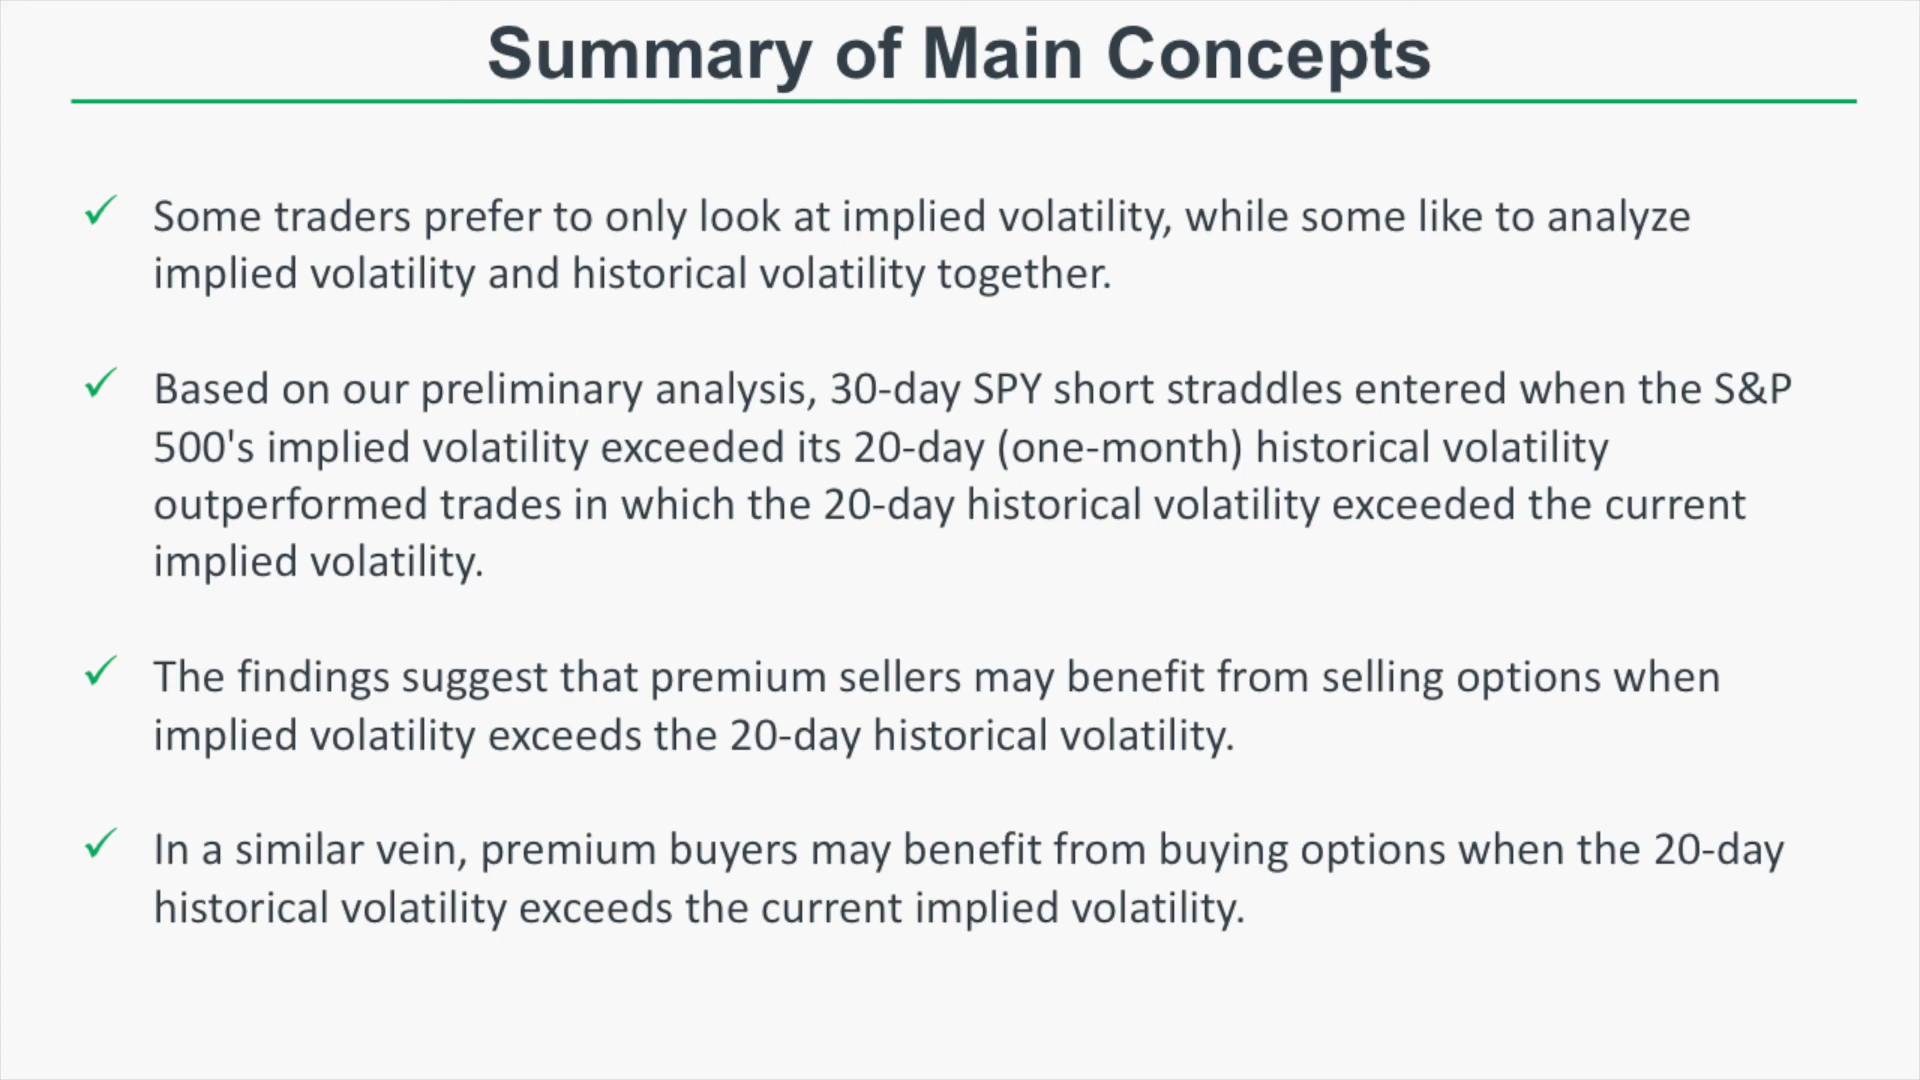 Summary of Main Concepts
Some traders prefer to only look at implied volatility, while some like to analyze
implied volatility and historical volatility together.
Based on our preliminary analysis, 30-day SPY short straddles entered when the S&P
500's implied volatility exceeded its 20-day (one-month) historical volatility
outperformed trades in which the 20-day historical volatility exceeded the current
implied volatility.
The findings suggest that premium sellers may benefit from selling options when
implied volatility exceeds the 20-day historical volatility.
In a similar vein, premium buyers may benefit from buying options when the 20-day
historical volatility exceeds the current implied volatility.